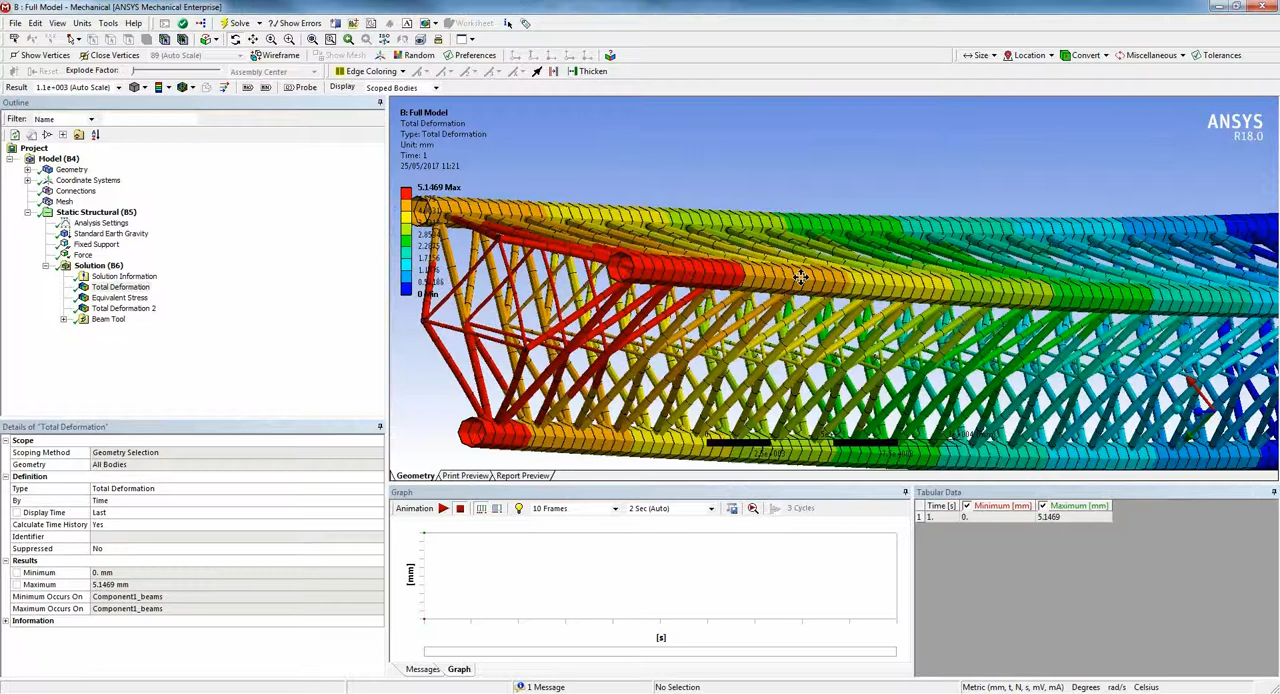 B : Full Model - Mechanical [ANSYS Mechanical Enterprise]
File Edit View Units Tools Help Solve ?/ Show Errors Worksheet
Show Vertices Close Vertices 89 (Auto Scale) Wireframe Show Mesh Random Preferences Size Location Convert Miscellaneous Tolerances
Reset Explode Factor: Assembly Center Edge Coloring Thicken
Result 1.1e+003 (Auto Scale) Probe Display Scoped Bodies
Outline
Filter: Name
Project
Model (B4)
Geometry
Coordinate Systems
Connections
Mesh
Static Structural (B5)
Analysis Settings
Standard Earth Gravity
Fixed Support
Force
Solution (B6)
Solution Information
Total Deformation
Equivalent Stress
Total Deformation 2
Beam Tool
B: Full Model
Total Deformation
Type: Total Deformation
Unit: mm
Time: 1
25/05/2017 11:21
5.1469 Max
0 Min
ANSYS
R18.0
Geometry Print Preview Report Preview
Details of "Total Deformation"
Scope
Scoping Method Geometry Selection
Geometry All Bodies
Definition
Type Total Deformation
By Time
Display Time Last
Calculate Time History Yes
Identifier
Suppressed No
Results
Minimum 0. mm
Maximum 5.1469 mm
Minimum Occurs On Component1_beams
Maximum Occurs On Component1_beams
Information
Graph
Animation 10 Frames 2 Sec (Auto) 3 Cycles
[mm]
[s]
Messages Graph
Tabular Data
Time [s] Minimum [mm] Maximum [mm]
1 1. 0. 5.1469
1 Message No Selection Metric (mm, t, N, s, mV, mA) Degrees rad/s Celsius